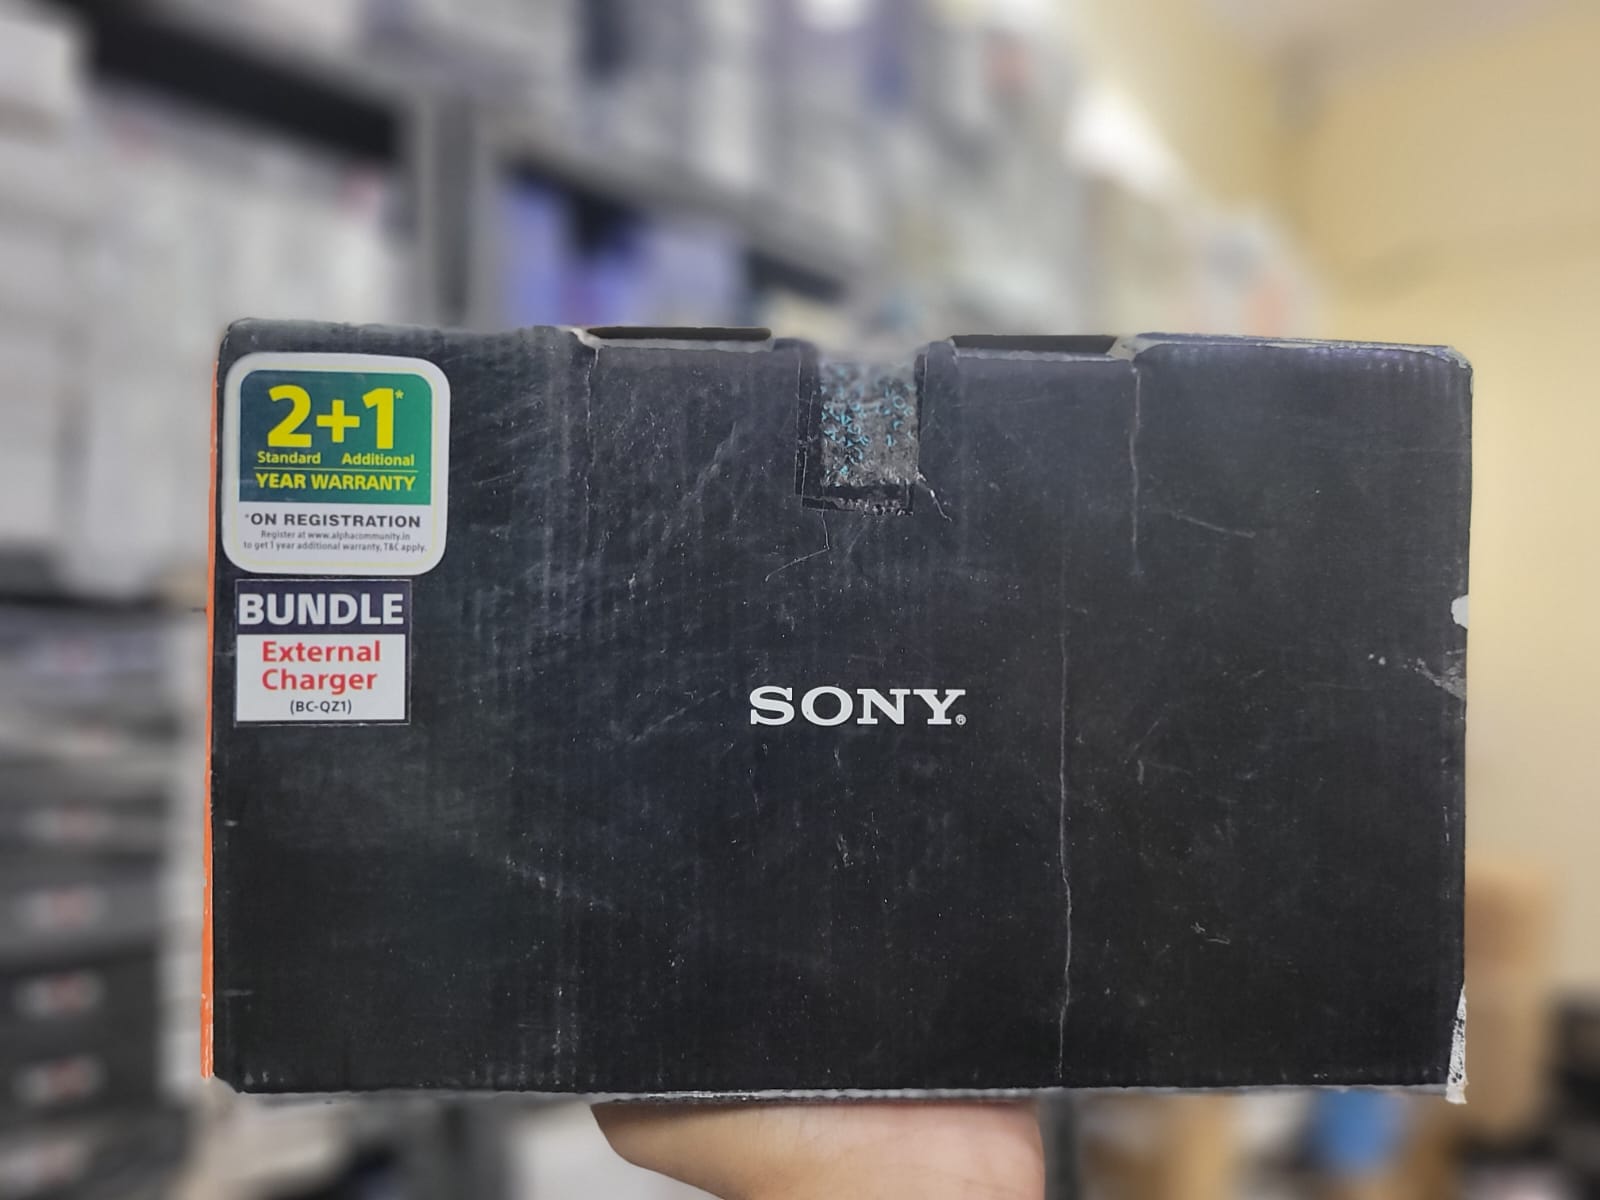 2+1*
Standard Additional
YEAR WARRANTY
*ON REGISTRATION
Register at www.alphacommunity.in
to get 1 year additional warranty, T&C apply.
BUNDLE
External
Charger
(BC-QZ1)
SONY®